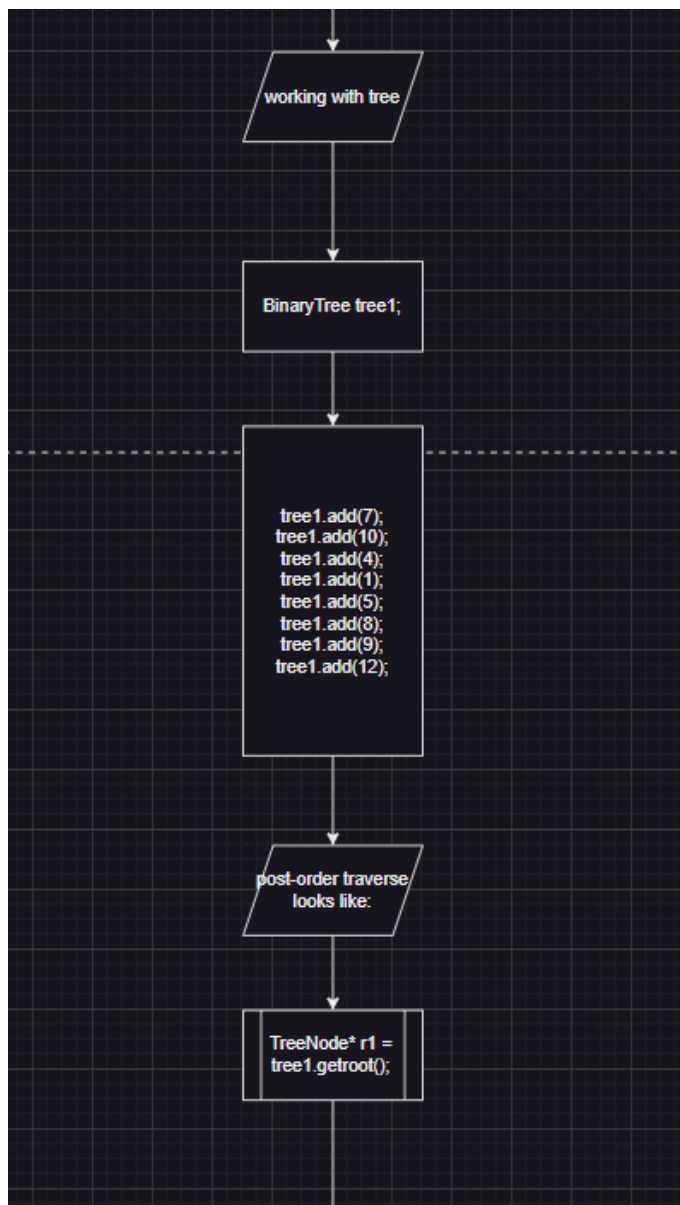 working with tree
BinaryTree tree1;
tree1.add(7);
tree1.add(10);
tree1.add(4);
tree1.add(1);
tree1.add(5);
tree1.add(8);
tree1.add(9);
tree1.add(12);
post-order traverse
looks like:
TreeNode* r1 =
tree1.getroot();